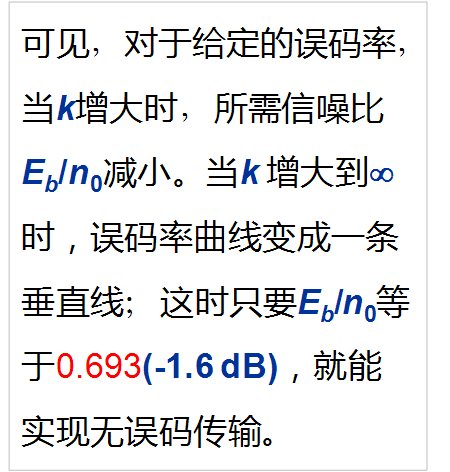 可见，对于给定的误码率，
当k增大时，所需信噪比
Eb/n0减小。当k 增大到∞
时，误码率曲线变成一条
垂直线；这时只要Eb/n0等
于0.693(-1.6 dB)，就能
实现无误码传输。